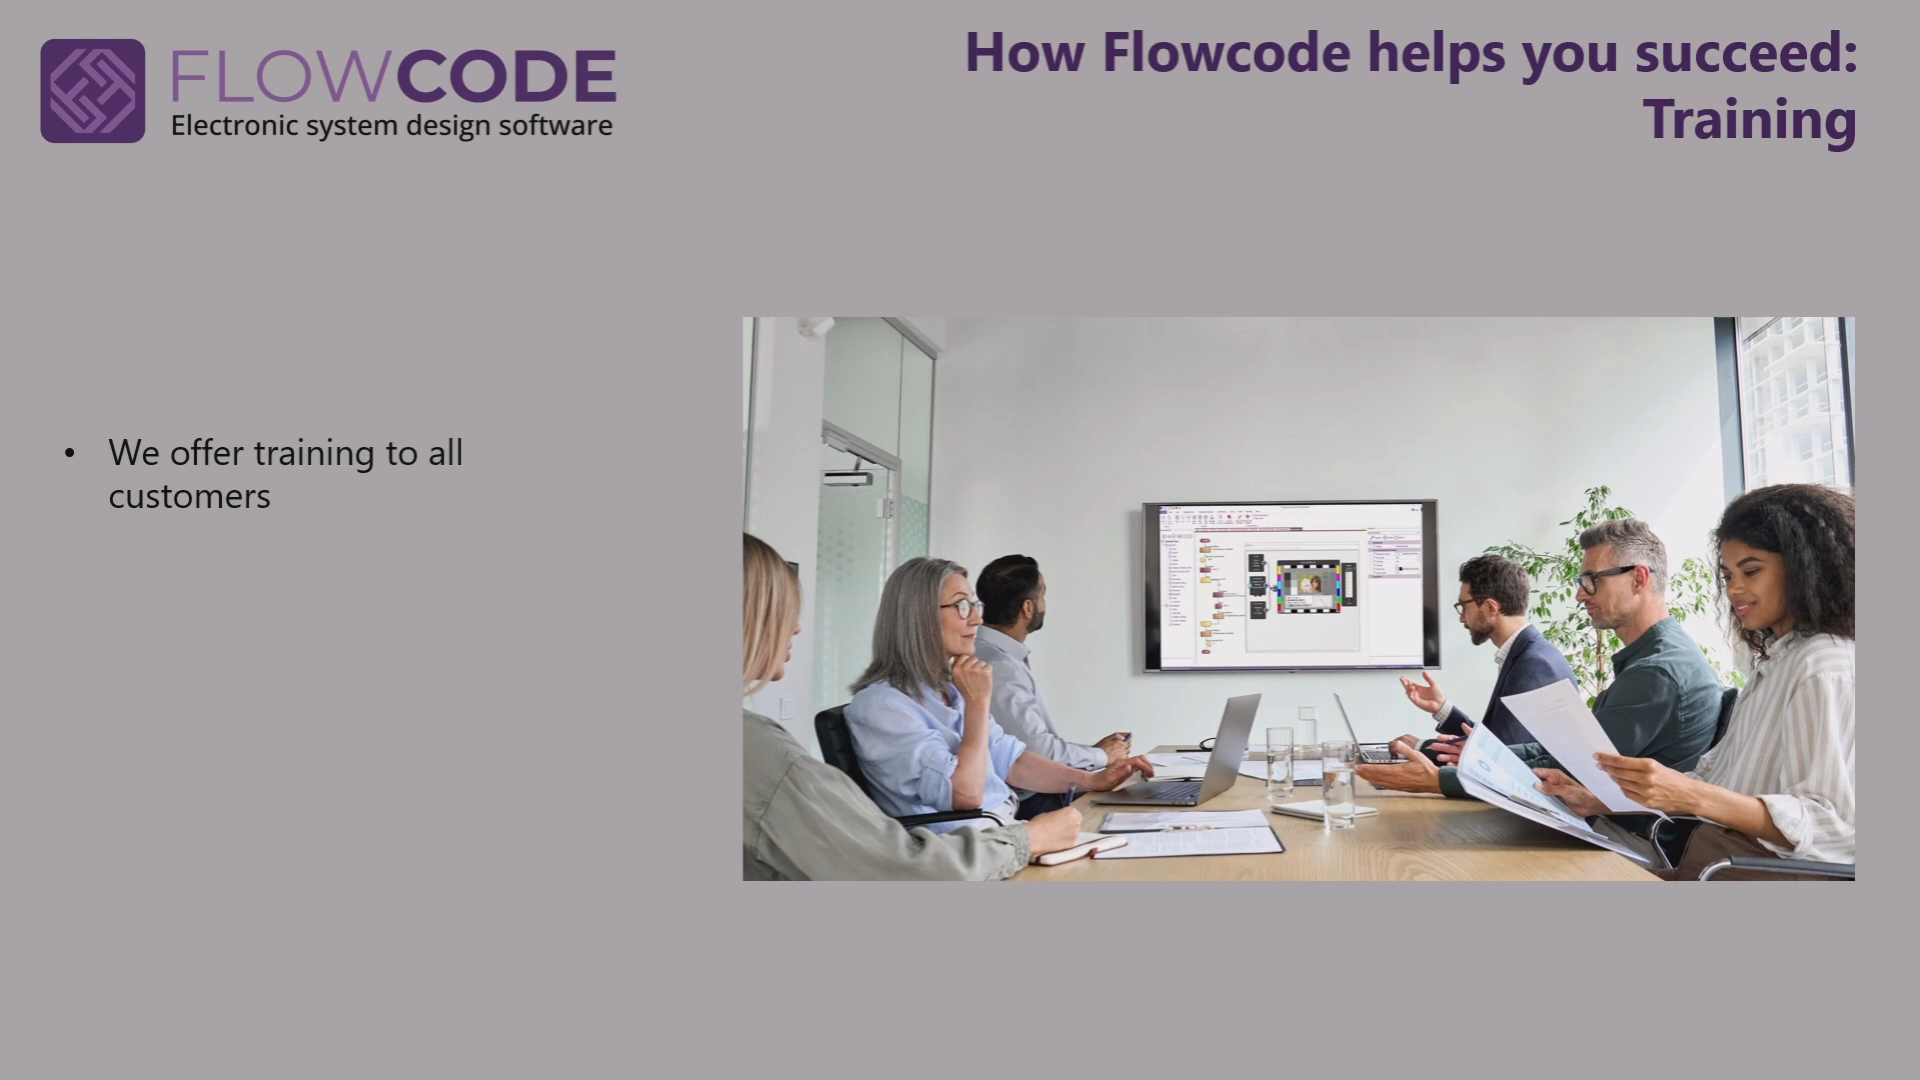 FLOWCODE
Electronic system design software
How Flowcode helps you succeed:
Training
• We offer training to all
customers